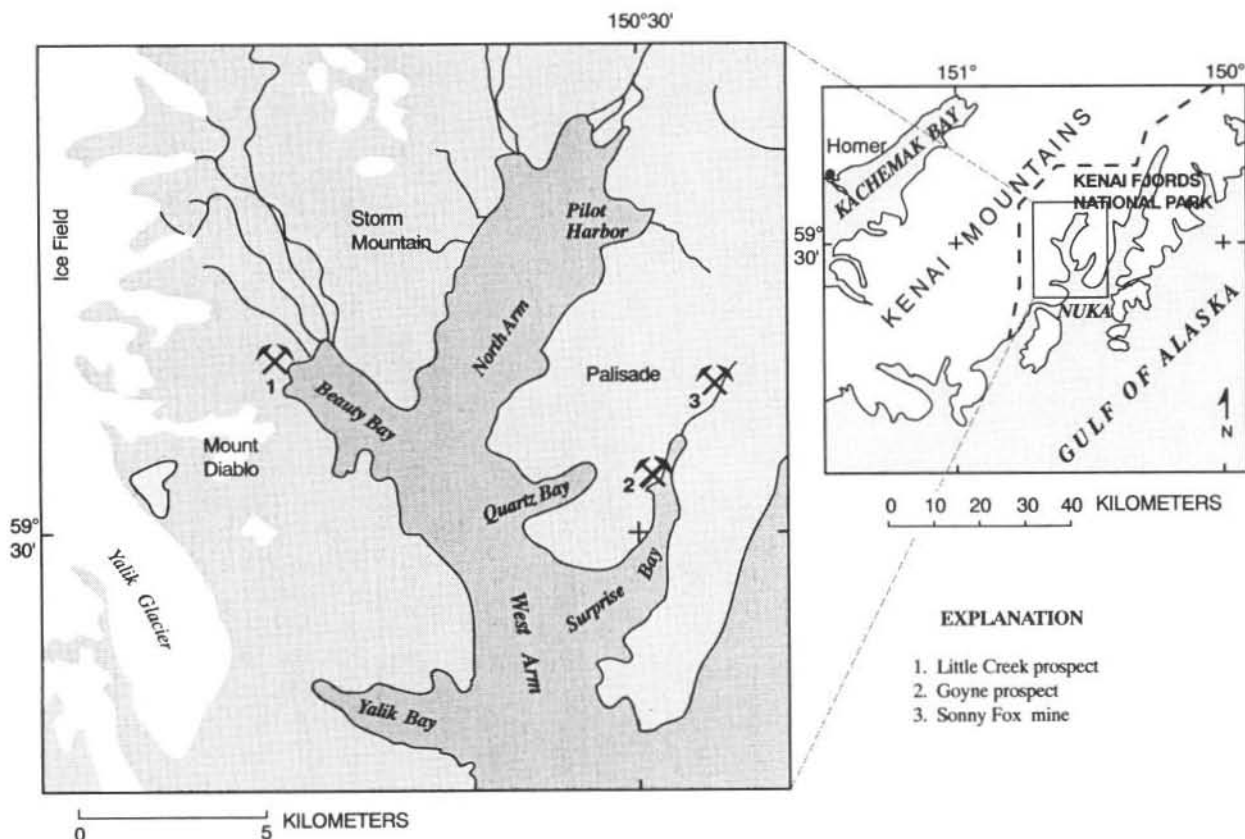 150°30'
Ice Field
Storm
Mountain
Pilot
Harbor
North Arm
1
Beauty Bay
Palisade
3
Mount
Diablo
Quartz Bay
2
59°
30'
Yalik Glacier
West Arm
Surprise Bay
Yalik Bay
0 5 KILOMETERS
151° 150°
Homer
KACHEMAK BAY
KENAI MOUNTAINS
KENAI FJORDS
NATIONAL PARK
59°
30'
NUKA
GULF OF ALASKA
N
0 10 20 30 40 KILOMETERS
EXPLANATION
1. Little Creek prospect
2. Goyne prospect
3. Sonny Fox mine